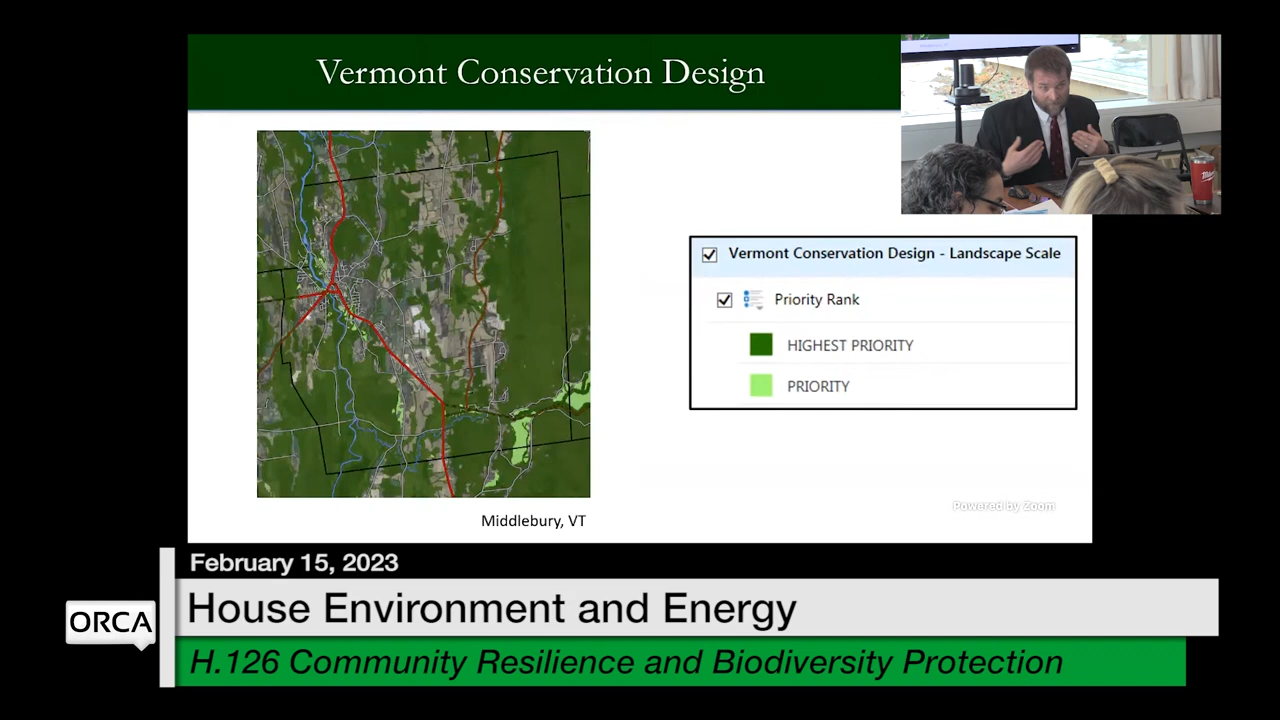 Vermont Conservation Design
Vermont Conservation Design - Landscape Scale
Priority Rank
HIGHEST PRIORITY
PRIORITY
Powered by Zoom
Middlebury, VT
February 15, 2023
ORCA
House Environment and Energy
H.126 Community Resilience and Biodiversity Protection